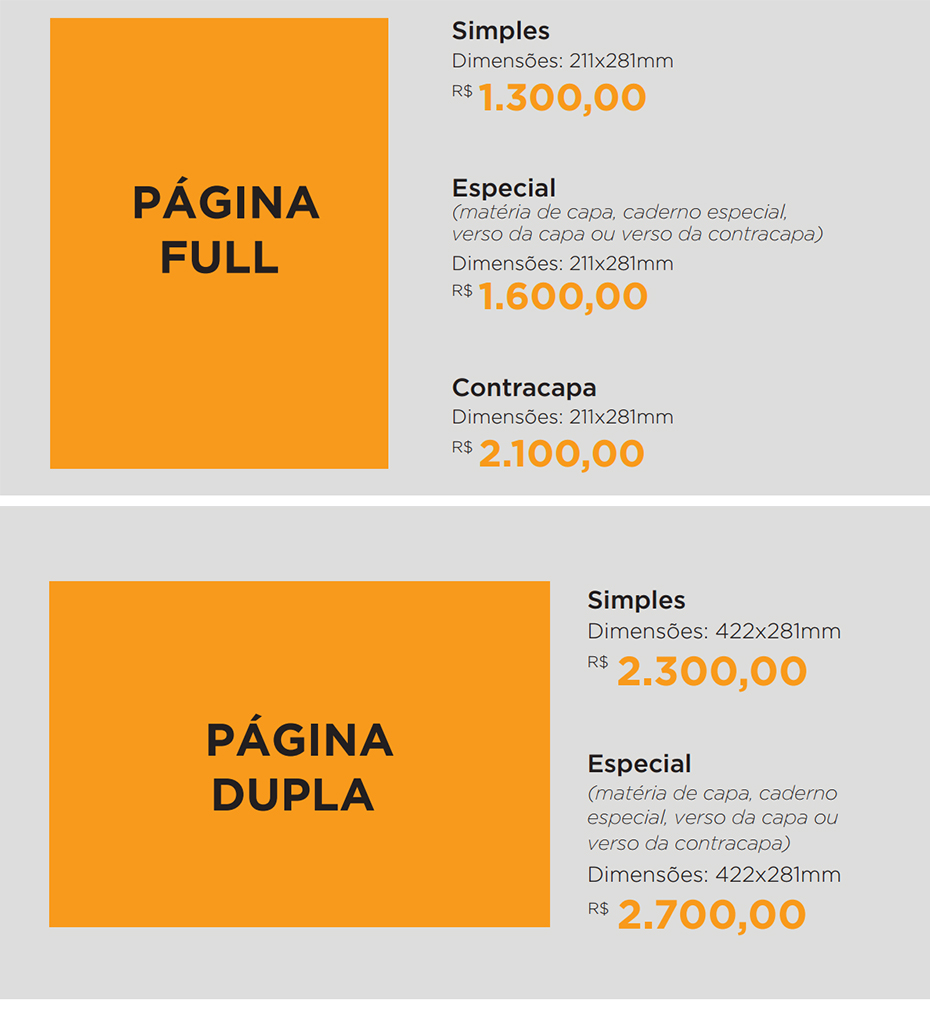 PÁGINA
FULL
Simples
Dimensões: 211x281mm
R$ 1.300,00
Especial
(matéria de capa, caderno especial,
verso da capa ou verso da contracapa)
Dimensões: 211x281mm
R$ 1.600,00
Contracapa
Dimensões: 211x281mm
R$ 2.100,00
PÁGINA
DUPLA
Simples
Dimensões: 422x281mm
R$ 2.300,00
Especial
(matéria de capa, caderno
especial, verso da capa ou
verso da contracapa)
Dimensões: 422x281mm
R$ 2.700,00